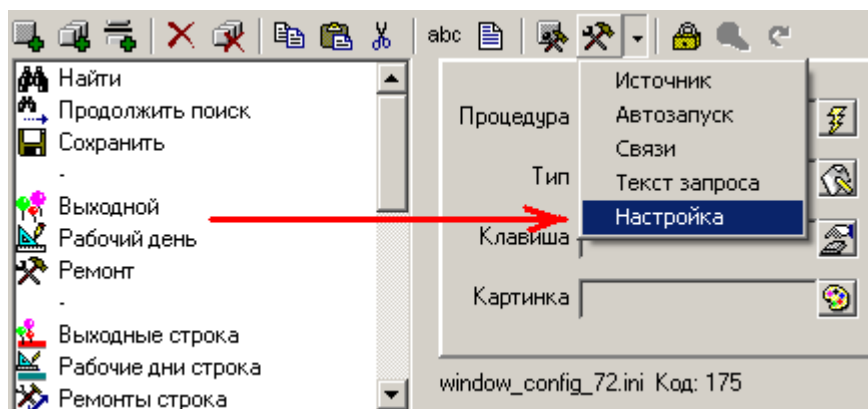 abc
Найти
Продолжить поиск
Сохранить
-
Выходной
Рабочий день
Ремонт
-
Выходные строка
Рабочие дни строка
Ремонты строка
Источник
Автозапуск
Связи
Текст запроса
Настройка
Процедура
Тип
Клавиша
Картинка
window_config_72.ini Код: 175